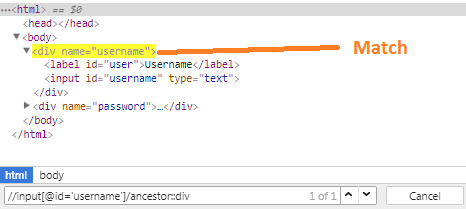 <html> == $0
<head></head>
<body>
<div name="username">
Match
<label id="user">Username</label>
<input id="username" type="text">
</div>
<div name="password">…</div>
</body>
</html>
html body
//input[@id='username']/ancestor::div 1 of 1 Cancel